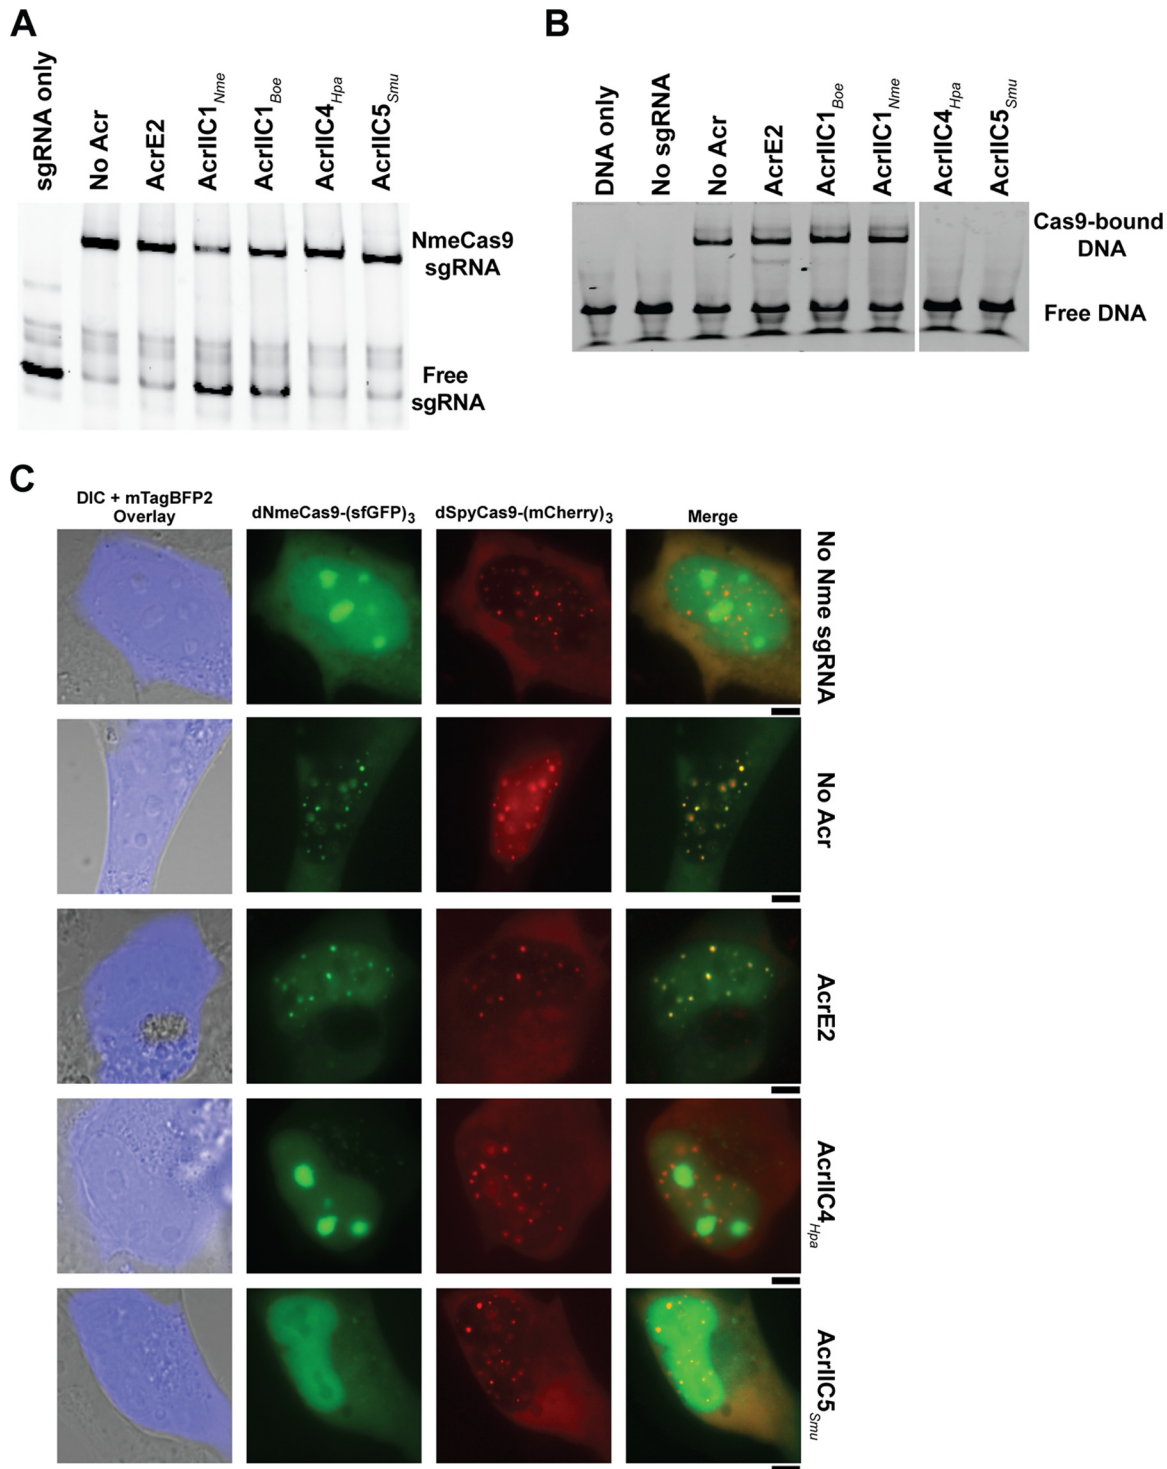 A
sgRNA only
No Acr
AcrE2
AcrIIC1Nme
AcrIIC1Boe
AcrIIC4Hpa
AcrIIC5Smu
NmeCas9
sgRNA
Free
sgRNA
B
DNA only
No sgRNA
No Acr
AcrE2
AcrIIC1Boe
AcrIIC1Nme
AcrIIC4Hpa
AcrIIC5Smu
Cas9-bound
DNA
Free DNA
C
DIC + mTagBFP2
Overlay
dNmeCas9-(sfGFP)3
dSpyCas9-(mCherry)3
Merge
No Nme sgRNA
No Acr
AcrE2
AcrIIC4Hpa
AcrIIC5Smu